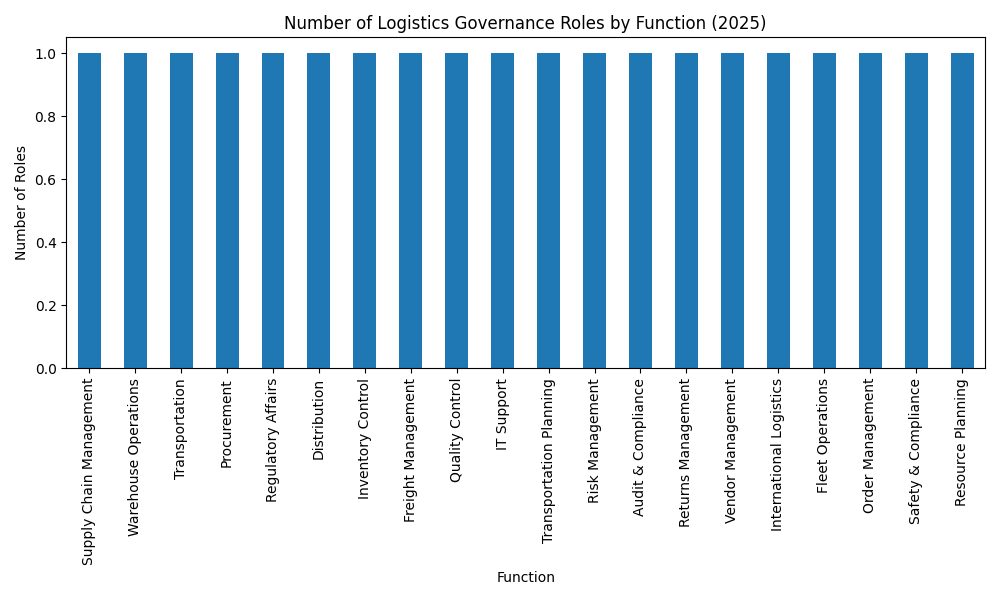 Number of Logistics Governance Roles by Function (2025)
Number of Roles
1.0
0.8
0.6
0.4
0.2
0.0
Supply Chain Management
Warehouse Operations
Transportation
Procurement
Regulatory Affairs
Distribution
Inventory Control
Freight Management
Quality Control
IT Support
Transportation Planning
Risk Management
Audit & Compliance
Returns Management
Vendor Management
International Logistics
Fleet Operations
Order Management
Safety & Compliance
Resource Planning
Function